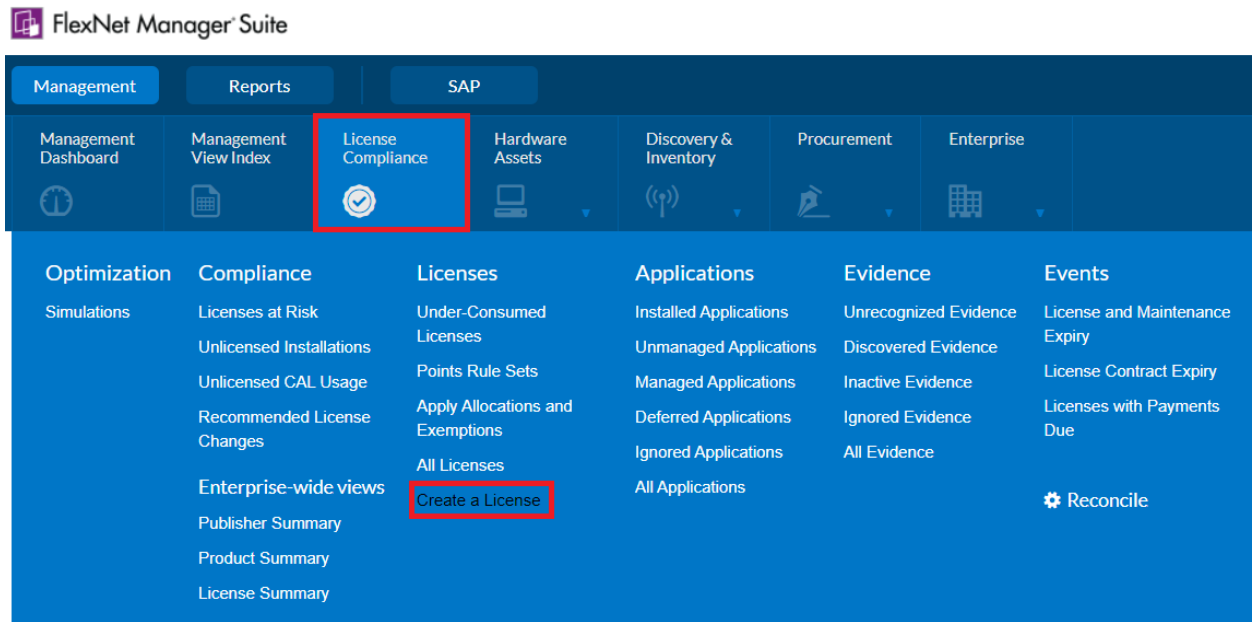 FlexNet Manager® Suite
Management
Reports
SAP
Management
Dashboard
Management
View Index
License
Compliance
Hardware
Assets
Discovery &
Inventory
Procurement
Enterprise
Optimization
Simulations
Compliance
Licenses at Risk
Unlicensed Installations
Unlicensed CAL Usage
Recommended License
Changes
Enterprise-wide views
Publisher Summary
Product Summary
License Summary
Licenses
Under-Consumed
Licenses
Points Rule Sets
Apply Allocations and
Exemptions
All Licenses
Create a License
Applications
Installed Applications
Unmanaged Applications
Managed Applications
Deferred Applications
Ignored Applications
All Applications
Evidence
Unrecognized Evidence
Discovered Evidence
Inactive Evidence
Ignored Evidence
All Evidence
Events
License and Maintenance
Expiry
License Contract Expiry
Licenses with Payments
Due
Reconcile